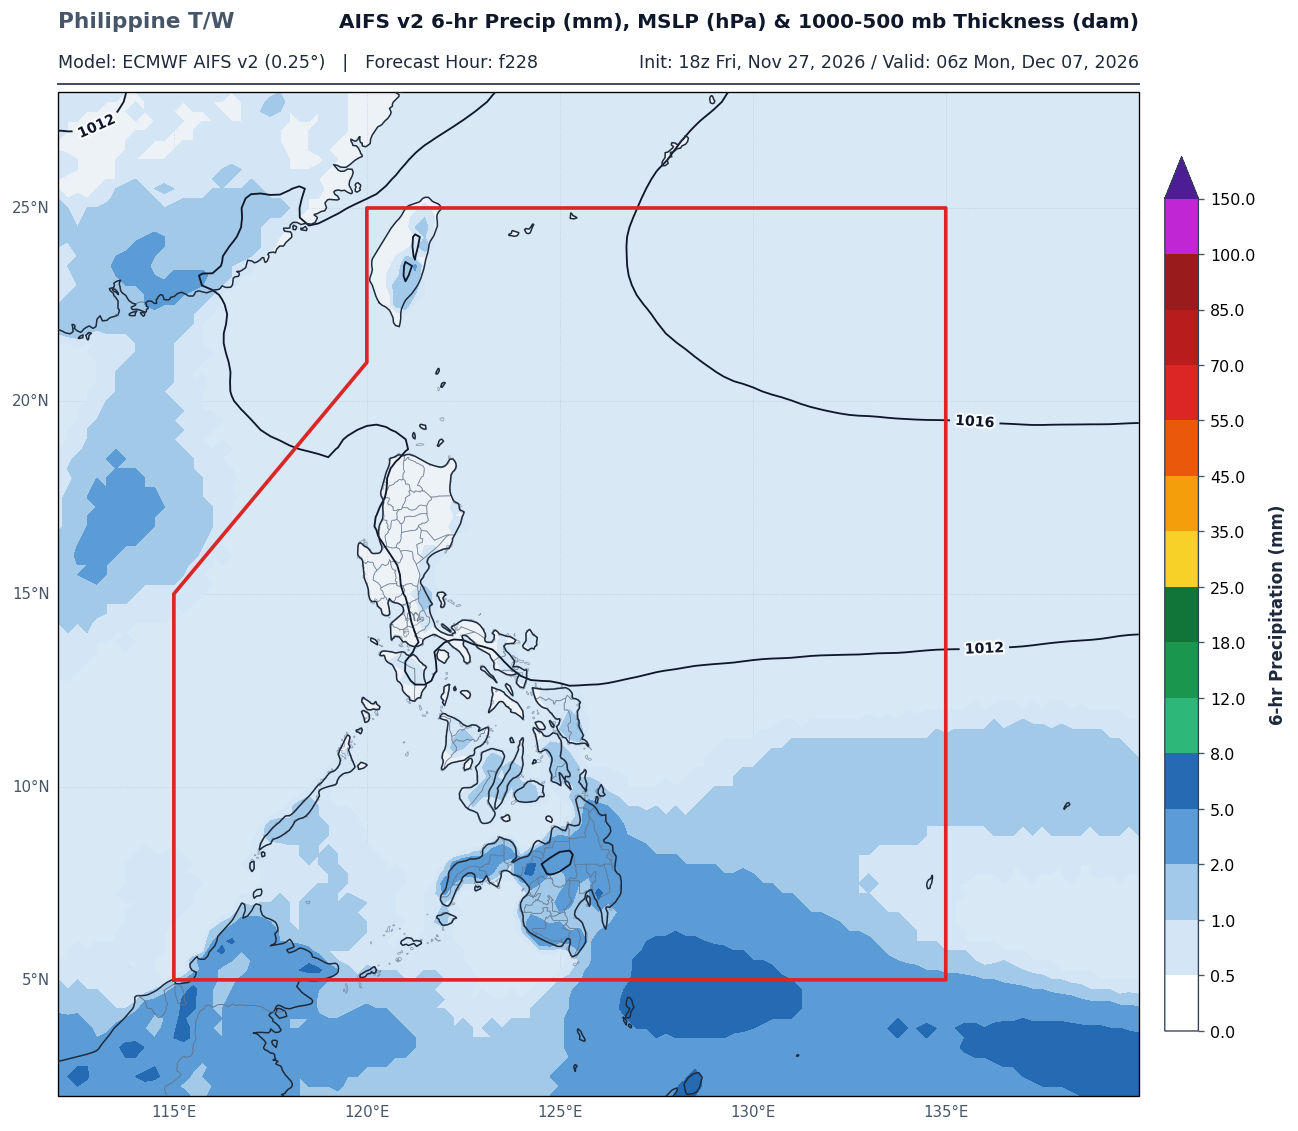 Philippine T/W
AIFS v2 6-hr Precip (mm), MSLP (hPa) & 1000-500 mb Thickness (dam)
Model: ECMWF AIFS v2 (0.25°) | Forecast Hour: f228
Init: 18z Fri, Nov 27, 2026 / Valid: 06z Mon, Dec 07, 2026
1012
25°N
20°N
15°N
10°N
5°N
1016
1012
115°E
120°E
125°E
130°E
135°E
150.0
100.0
85.0
70.0
55.0
45.0
35.0
25.0
18.0
12.0
8.0
5.0
2.0
1.0
0.5
0.0
6-hr Precipitation (mm)